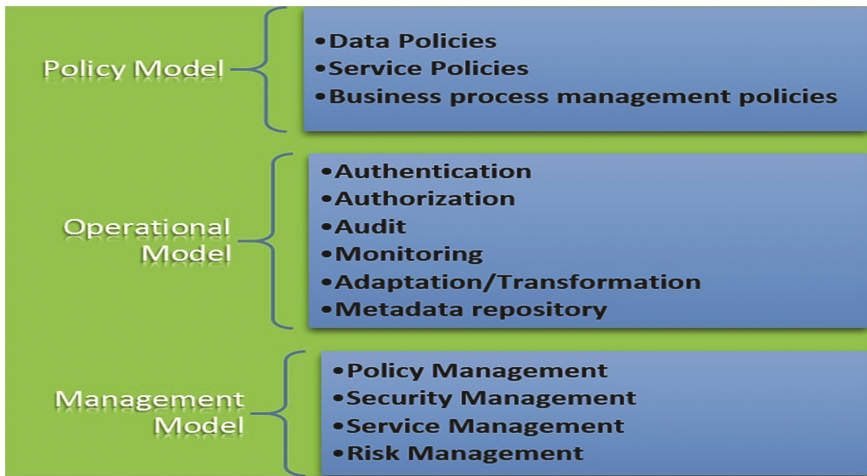 Policy Model
•Data Policies
•Service Policies
•Business process management policies
Operational
Model
•Authentication
•Authorization
•Audit
•Monitoring
•Adaptation/Transformation
•Metadata repository
Management
Model
•Policy Management
•Security Management
•Service Management
•Risk Management